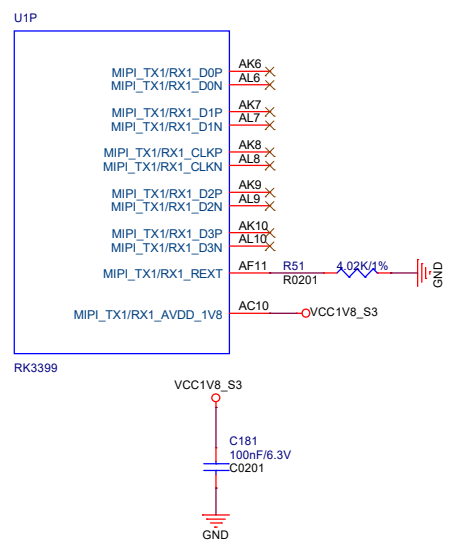 U1P
MIPI_TX1/RX1_D0P AK6
MIPI_TX1/RX1_D0N AL6
MIPI_TX1/RX1_D1P AK7
MIPI_TX1/RX1_D1N AL7
MIPI_TX1/RX1_CLKP AK8
MIPI_TX1/RX1_CLKN AL8
MIPI_TX1/RX1_D2P AK9
MIPI_TX1/RX1_D2N AL9
MIPI_TX1/RX1_D3P AK10
MIPI_TX1/RX1_D3N AL10
MIPI_TX1/RX1_REXT AF11 R51 4.02K/1%
R0201
GND
MIPI_TX1/RX1_AVDD_1V8 AC10 VCC1V8_S3
RK3399
VCC1V8_S3
C181
100nF/6.3V
C0201
GND